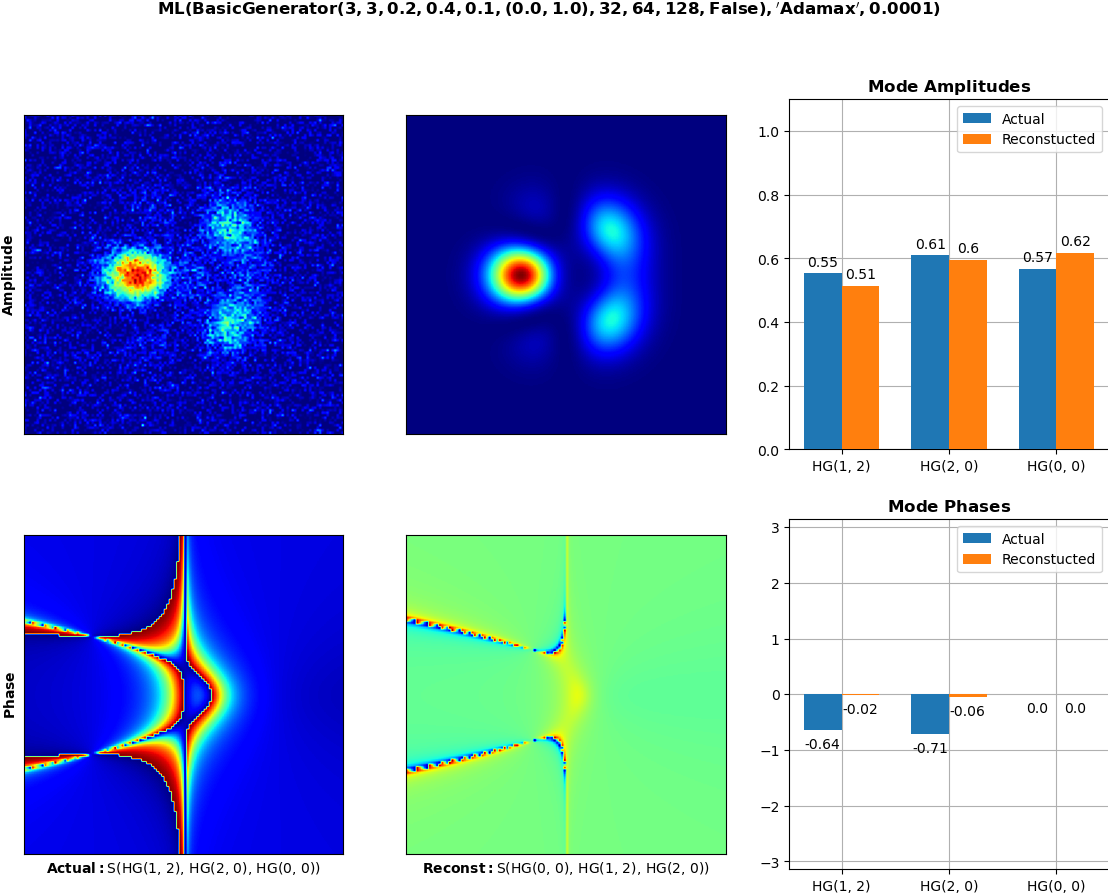 ML(BasicGenerator(3, 3, 0.2, 0.4, 0.1, (0.0, 1.0), 32, 64, 128, False), ′Adamax′, 0.0001)
Amplitude
Mode Amplitudes
Actual
Reconstucted
1.0
0.8
0.6
0.4
0.2
0.0
0.55
0.51
0.61
0.6
0.57
0.62
HG(1, 2)
HG(2, 0)
HG(0, 0)
Phase
Actual: S(HG(1, 2), HG(2, 0), HG(0, 0))
Reconst: S(HG(0, 0), HG(1, 2), HG(2, 0))
Mode Phases
Actual
Reconstucted
3
2
1
0
−1
−2
−3
-0.64
-0.02
-0.71
-0.06
0.0
0.0
HG(1, 2)
HG(2, 0)
HG(0, 0)